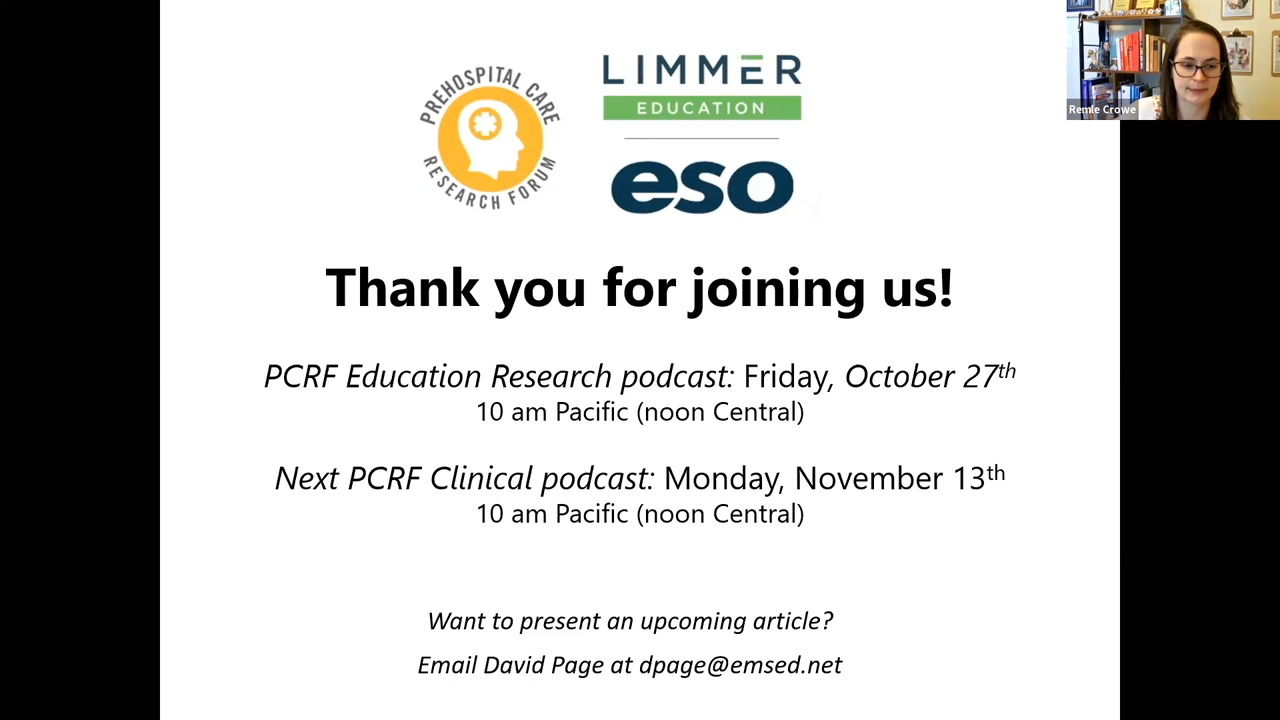 PREHOSPITAL CARE
RESEARCH FORUM
LIMMER
EDUCATION
eso
Remle Crowe
Thank you for joining us!
PCRF Education Research podcast: Friday, October 27th
10 am Pacific (noon Central)
Next PCRF Clinical podcast: Monday, November 13th
10 am Pacific (noon Central)
Want to present an upcoming article?
Email David Page at dpage@emsed.net